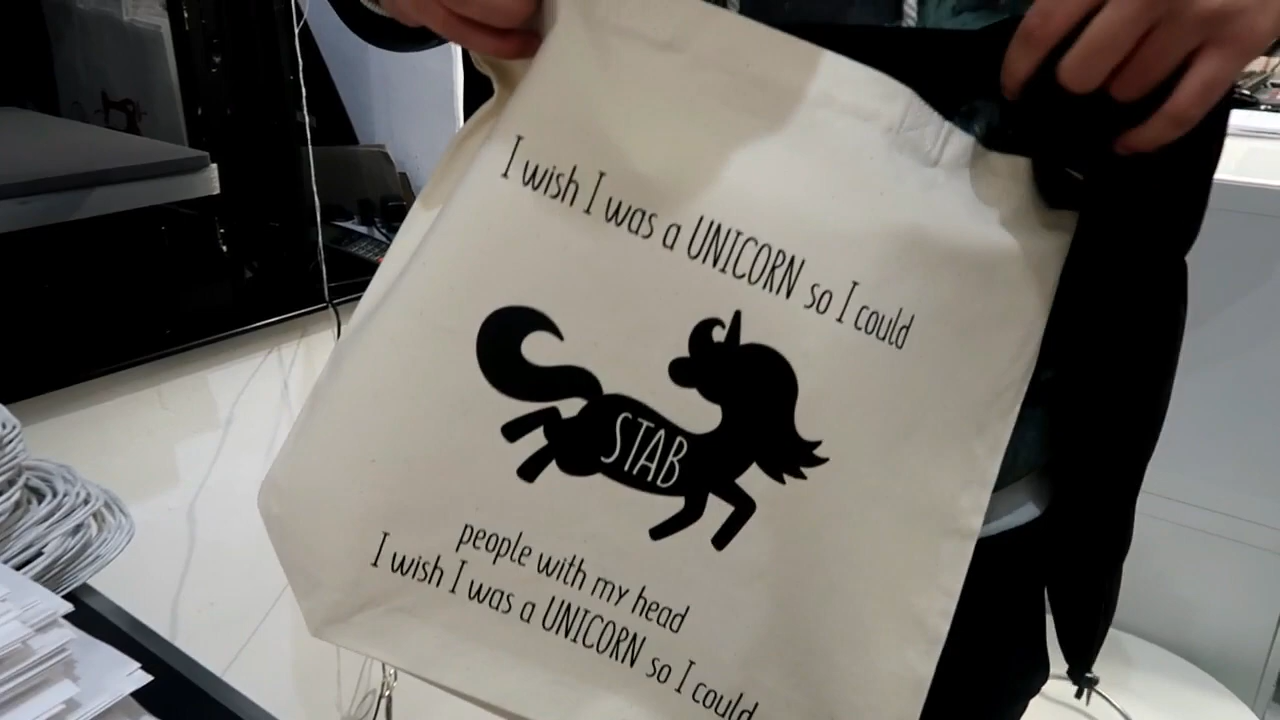 I wish I was a UNICORN so I could
STAB
people with my head
I wish I was a UNICORN so I could